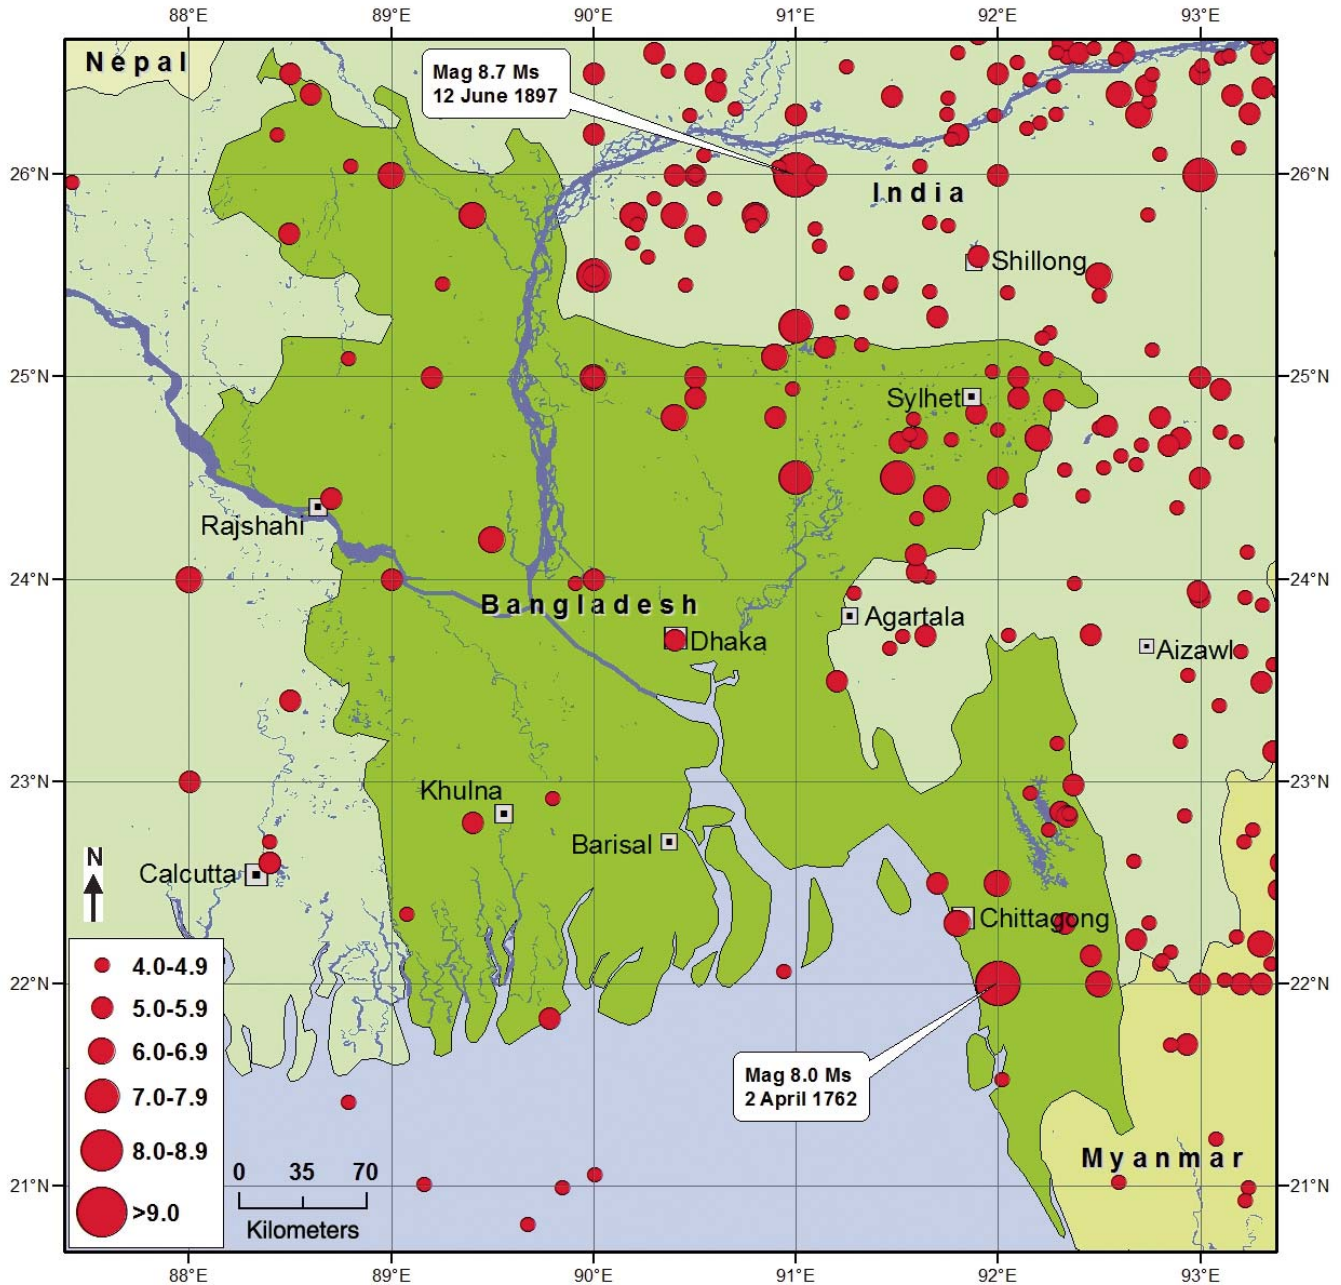 88°E 89°E 90°E 91°E 92°E 93°E
Nepal
Mag 8.7 Ms
12 June 1897
26°N 26°N
India
Shillong
25°N 25°N
Sylhet
Rajshahi
24°N 24°N
Bangladesh
Agartala
Dhaka
Aizawl
23°N 23°N
Khulna
Barisal
N
Calcutta
Chittagong
4.0-4.9
22°N 22°N
5.0-5.9
6.0-6.9
Mag 8.0 Ms
2 April 1762
7.0-7.9
8.0-8.9
Myanmar
0 35 70
21°N 21°N
>9.0
Kilometers
88°E 89°E 90°E 91°E 92°E 93°E